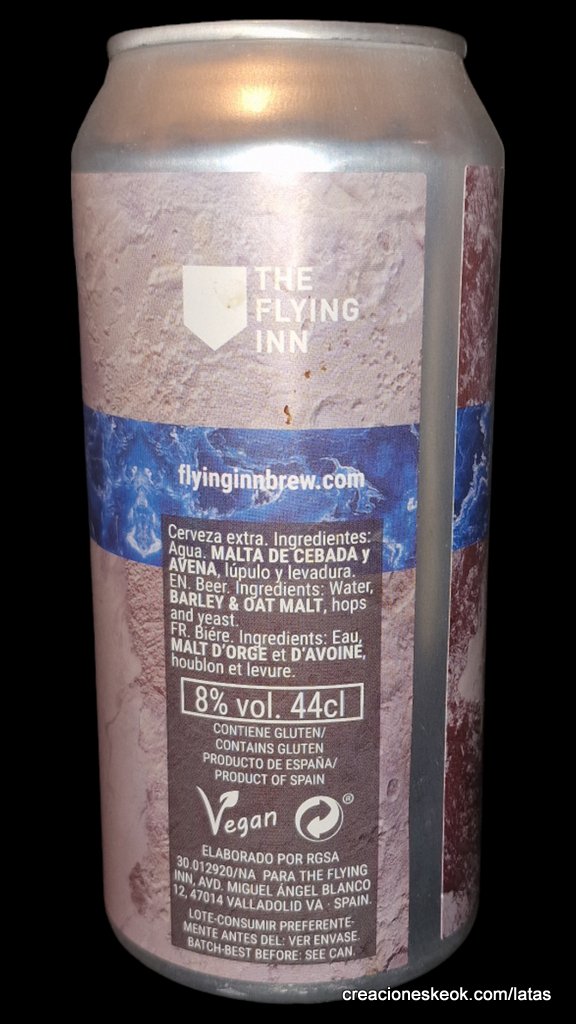 THE
FLYING
INN
flyinginnbrew.com
Cerveza extra. Ingredientes:
Agua. MALTA DE CEBADA y
AVENA, lúpulo y levadura.
EN. Beer. Ingredients: Water,
BARLEY & OAT MALT, hops
and yeast.
FR. Biére. Ingredients: Eau,
MALT D'ORGE et D'AVOINE,
houblon et levure.
8% vol. 44cl
CONTIENE GLUTEN/
CONTAINS GLUTEN
PRODUCTO DE ESPAÑA/
PRODUCT OF SPAIN
Vegan ®
ELABORADO POR RGSA
30.012920/NA PARA THE FLYING
INN, AVD. MIGUEL ÁNGEL BLANCO
12, 47014 VALLADOLID VA - SPAIN.
LOTE-CONSUMIR PREFERENTE-
MENTE ANTES DEL: VER ENVASE.
BATCH-BEST BEFORE: SEE CAN.
creacioneskeok.com/latas